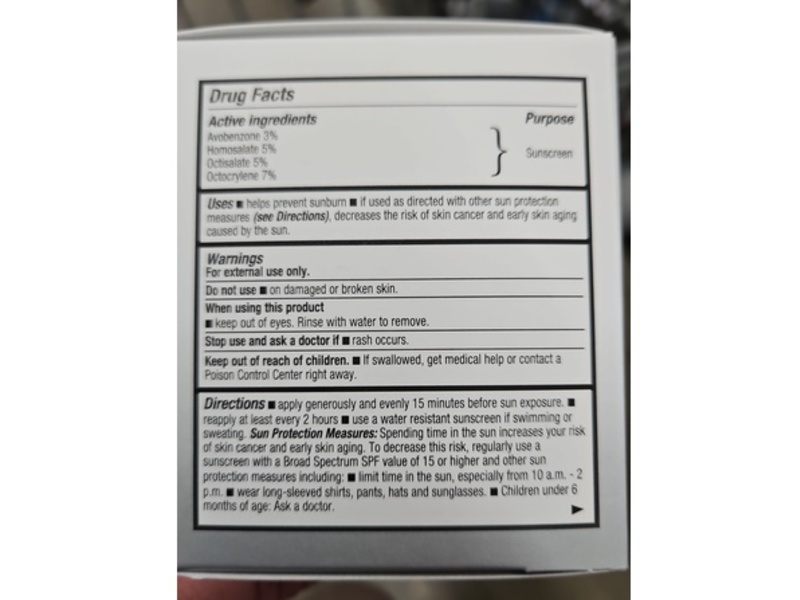 Drug Facts
Active ingredients Purpose
Avobenzone 3%
Homosalate 5%
Octisalate 5%
Octocrylene 7%
} Sunscreen
Uses ■ helps prevent sunburn ■ if used as directed with other sun protection
measures (see Directions), decreases the risk of skin cancer and early skin aging
caused by the sun.
Warnings
For external use only.
Do not use ■ on damaged or broken skin.
When using this product
■ keep out of eyes. Rinse with water to remove.
Stop use and ask a doctor if ■ rash occurs.
Keep out of reach of children. ■ If swallowed, get medical help or contact a
Poison Control Center right away.
Directions ■ apply generously and evenly 15 minutes before sun exposure. ■
reapply at least every 2 hours ■ use a water resistant sunscreen if swimming or
sweating. Sun Protection Measures: Spending time in the sun increases your risk
of skin cancer and early skin aging. To decrease this risk, regularly use a
sunscreen with a Broad Spectrum SPF value of 15 or higher and other sun
protection measures including: ■ limit time in the sun, especially from 10 a.m. - 2
p.m. ■ wear long-sleeved shirts, pants, hats and sunglasses. ■ Children under 6
months of age: Ask a doctor.